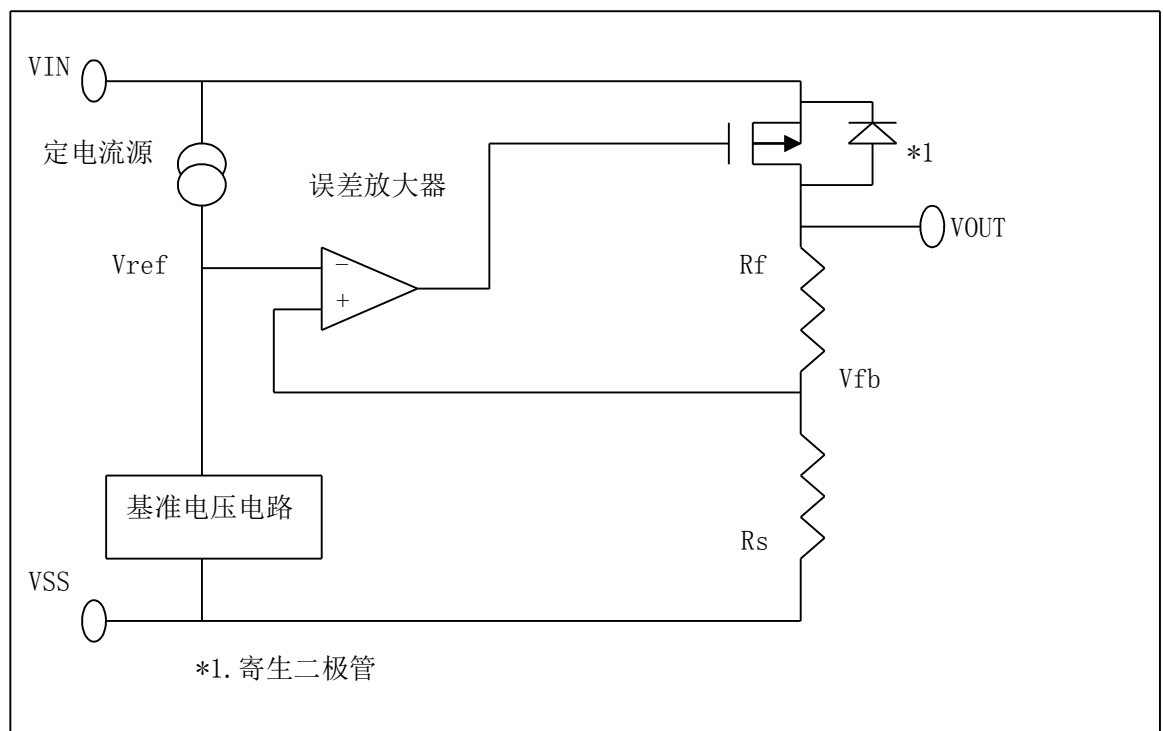 VIN
定电流源
*1
误差放大器
VOUT
Vref
Rf
−
+
Vfb
基准电压电路
Rs
VSS
*1.寄生二极管